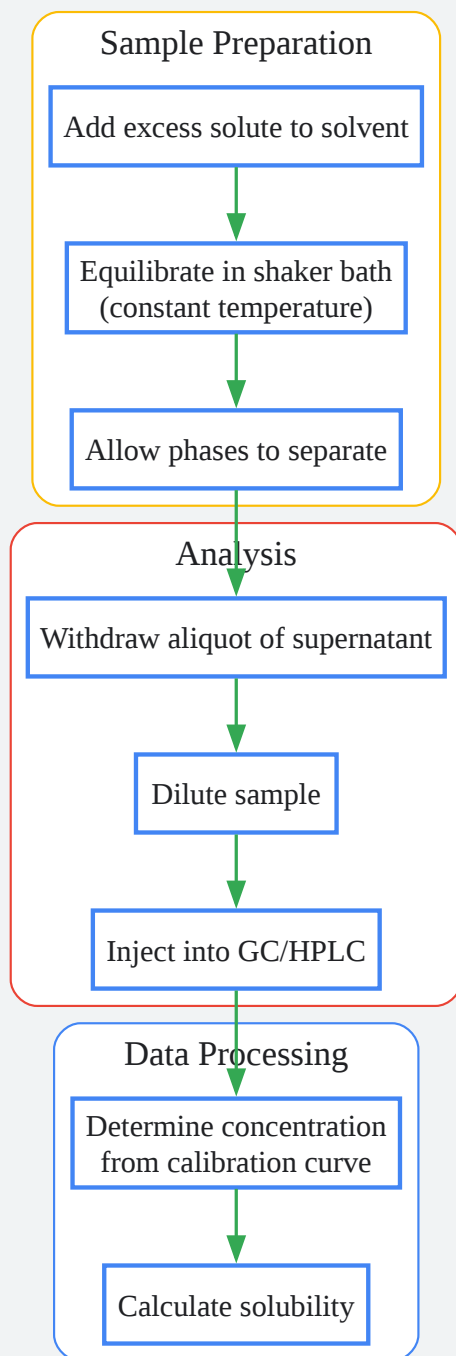 Sample Preparation
Add excess solute to solvent
Equilibrate in shaker bath
(constant temperature)
Allow phases to separate
Analysis
Withdraw aliquot of supernatant
Dilute sample
Inject into GC/HPLC
Data Processing
Determine concentration
from calibration curve
Calculate solubility